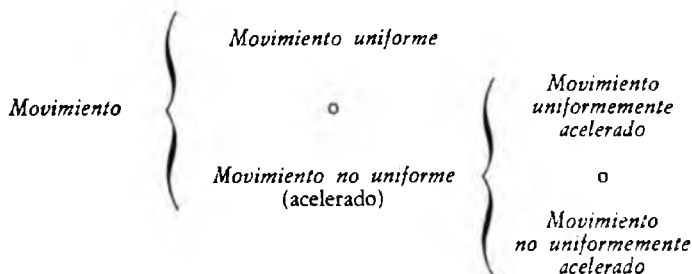 Movimiento
Movimiento uniforme
o
Movimiento no uniforme
(acelerado)
Movimiento
uniformemente
acelerado
o
Movimiento
no uniformemente
acelerado